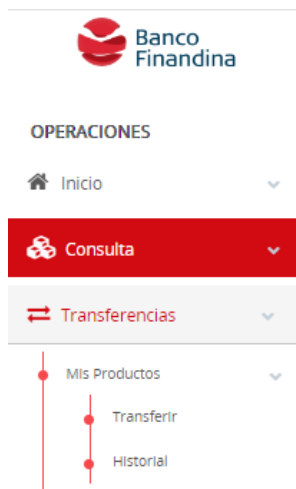 Banco
Finandina
OPERACIONES
Inicio
Consulta
Transferencias
Mis Productos
Transferir
Historial